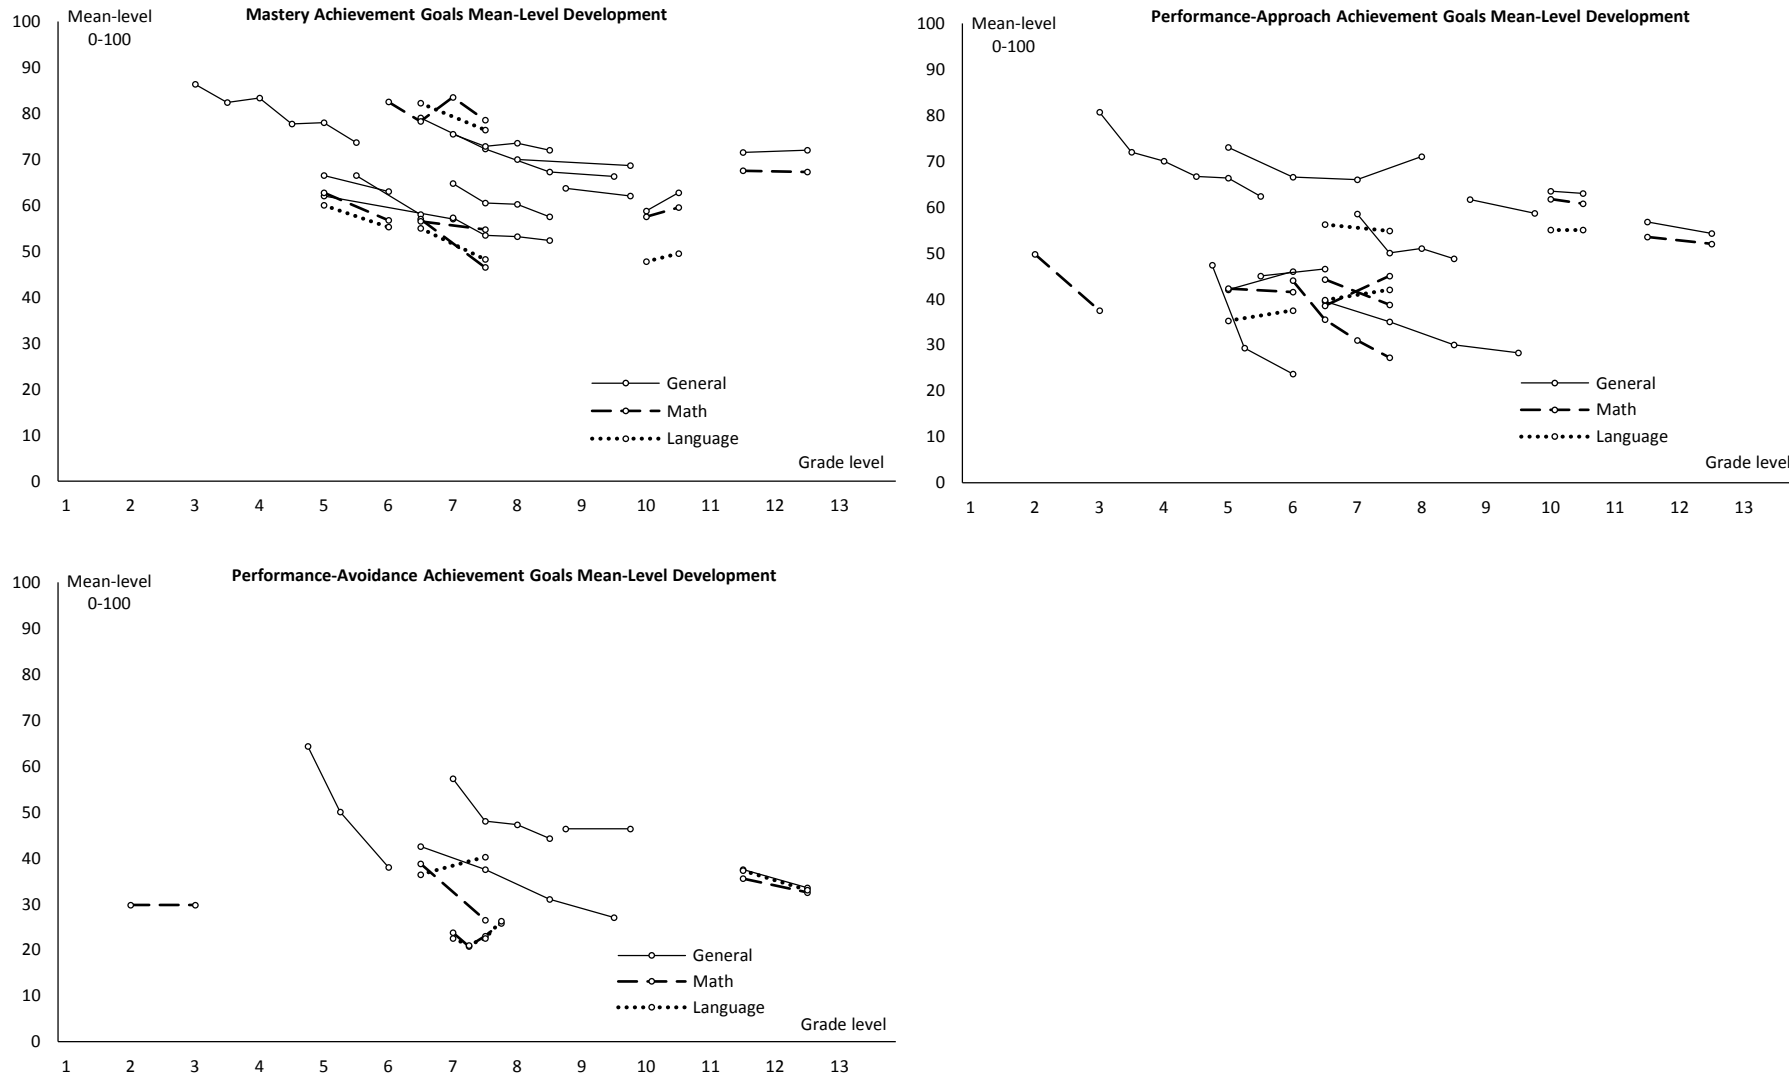 Mastery Achievement Goals Mean-Level Development
Mean-level
0-100
100
90
80
70
60
50
40
30
20
10
0
General
Math
Language
Grade level
1 2 3 4 5 6 7 8 9 10 11 12 13
Performance-Approach Achievement Goals Mean-Level Development
Mean-level
0-100
100
90
80
70
60
50
40
30
20
10
0
General
Math
Language
Grade level
1 2 3 4 5 6 7 8 9 10 11 12 13
Performance-Avoidance Achievement Goals Mean-Level Development
Mean-level
0-100
100
90
80
70
60
50
40
30
20
10
0
General
Math
Language
Grade level
1 2 3 4 5 6 7 8 9 10 11 12 13